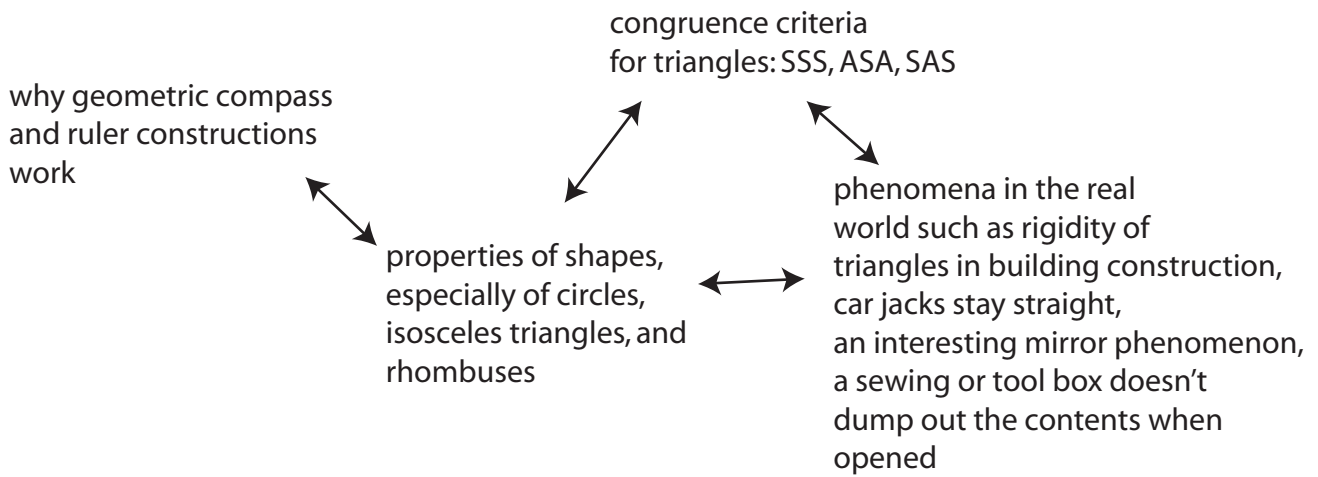 congruence criteria
for triangles: SSS, ASA, SAS
why geometric compass
and ruler constructions
work
properties of shapes,
especially of circles,
isosceles triangles, and
rhombuses
phenomena in the real
world such as rigidity of
triangles in building construction,
car jacks stay straight,
an interesting mirror phenomenon,
a sewing or tool box doesn’t
dump out the contents when
opened